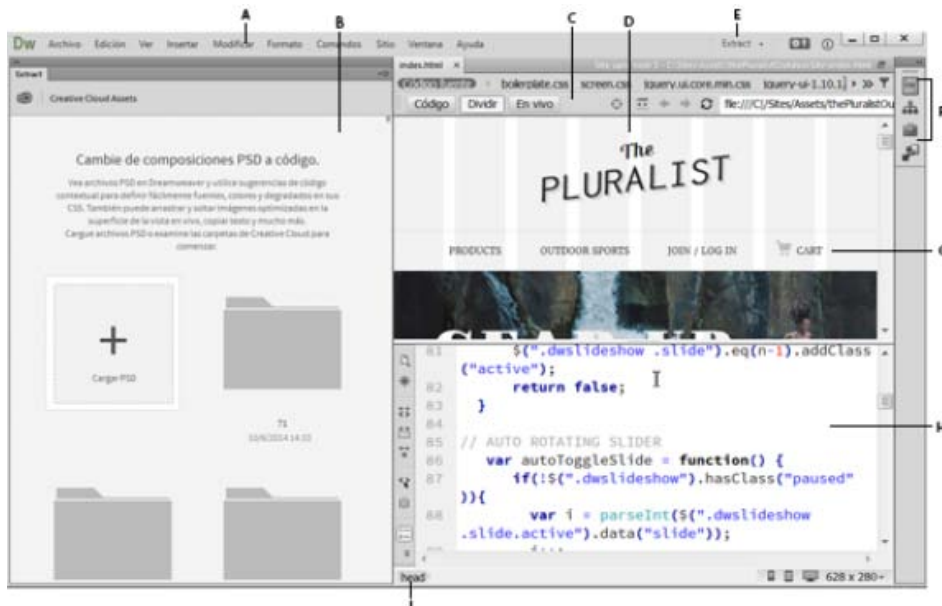 A
B
C
D
E
Dw Archivo Edición Ver Insertar Modificar Formato Comandos Sitio Ventana Ayuda
Extract
index.html ×
Extract
Creative Cloud Assets
Código fuente boilerplate.css screen.css jquery.ui.core.min.css jquery-ui-1.10.1
Código Dividir En vivo
file:///C|/Sites/Assets/thePluralistOu
F
The
PLURALIST
PRODUCTS OUTDOOR SPORTS JOIN / LOG IN CART
G
Cambie de composiciones PSD a código.
Vea archivos PSD en Dreamweaver y utilice sugerencias de código
contextual para definir fácilmente fuentes, colores y degradados en sus
CSS. También puede arrastrar y soltar imágenes optimizadas en la
superficie de la vista en vivo, copiar texto y mucho más.
Cargue archivos PSD o examine las carpetas de Creative Cloud para
comenzar.
Cargar PSD
71
10/6/2014 14:33
81 $(".dwslideshow .slide").eq(n-1).addClass
("active");
82 return false;
83 }
84
85 // AUTO ROTATING SLIDER
86 var autoToggleSlide = function() {
87 if(!$(".dwslideshow").hasClass("paused"
)){
88 var i = parseInt($(".dwslideshow
.slide.active").data("slide"));
H
head
628 x 280
I